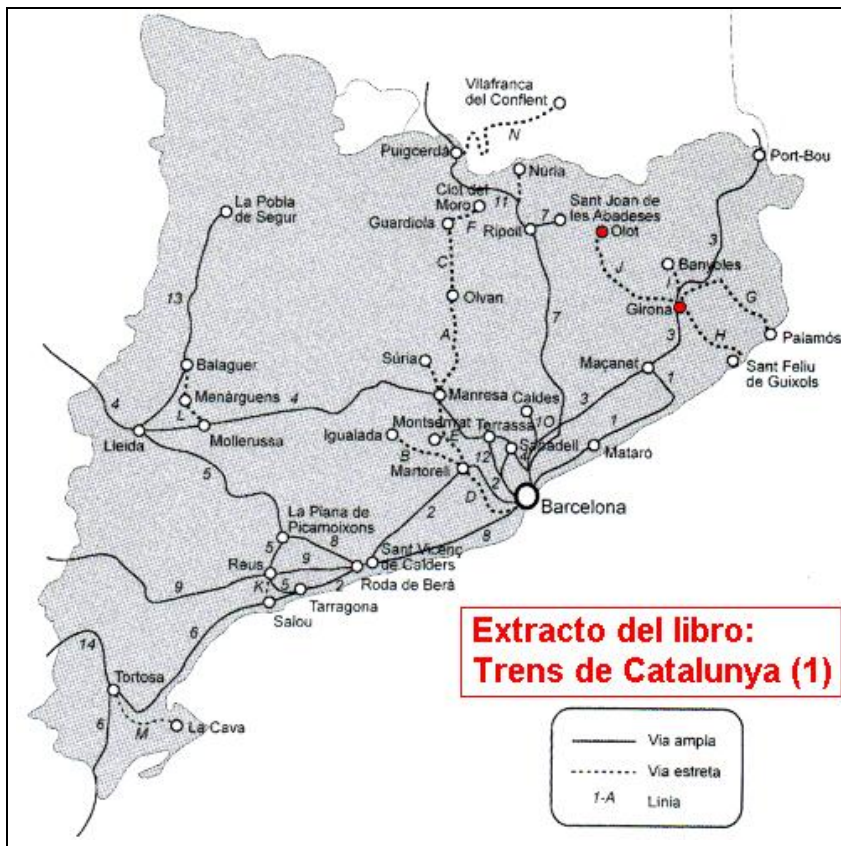 Vilafranca
del Conflent
N
Puigcerdà
Port-Bou
Núria
Clot del
Moro
11
Sant Joan de
les Abadeses
La Pobla
de Segur
Guardiola
F
Ripoll
7
Olot
3
C
J
Banyoles
I
13
Olvan
Girona
G
7
A
3
H
Palamós
Súria
Maçanet
Sant Feliu
de Guixols
Balaguer
4
Menàrguens
4
Manresa
Caldes
3
1
L
Montserrat
Terrassa
10
1
Lleida
Mollerussa
Igualada
E
Sabadell
B
12
4
Mataró
Martorell
2
5
D
Barcelona
La Plana de
Picamoixons
2
8
5
8
Sant Vicenç
de Calders
Reus
9
9
K
5
2
Roda de Berà
Tarragona
Salou
6
14
Tortosa
6
M
La Cava
Extracto del libro:
Trens de Catalunya (1)
Via ampla
Via estreta
1-A
Línia